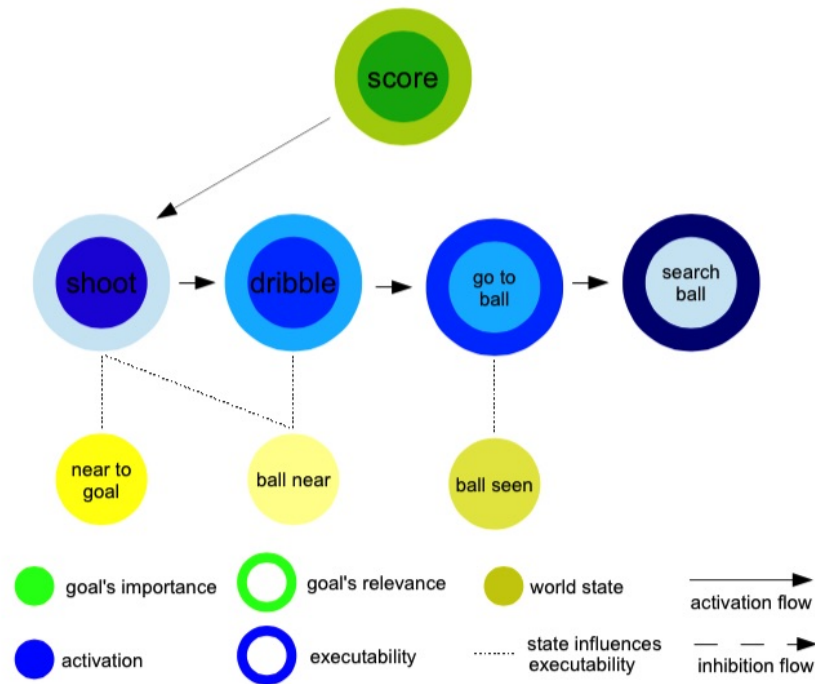 score
shoot
dribble
go to
ball
search
ball
near to
goal
ball near
ball seen
goal's importance
goal's relevance
world state
activation flow
activation
executability
state influences
executability
inhibition flow